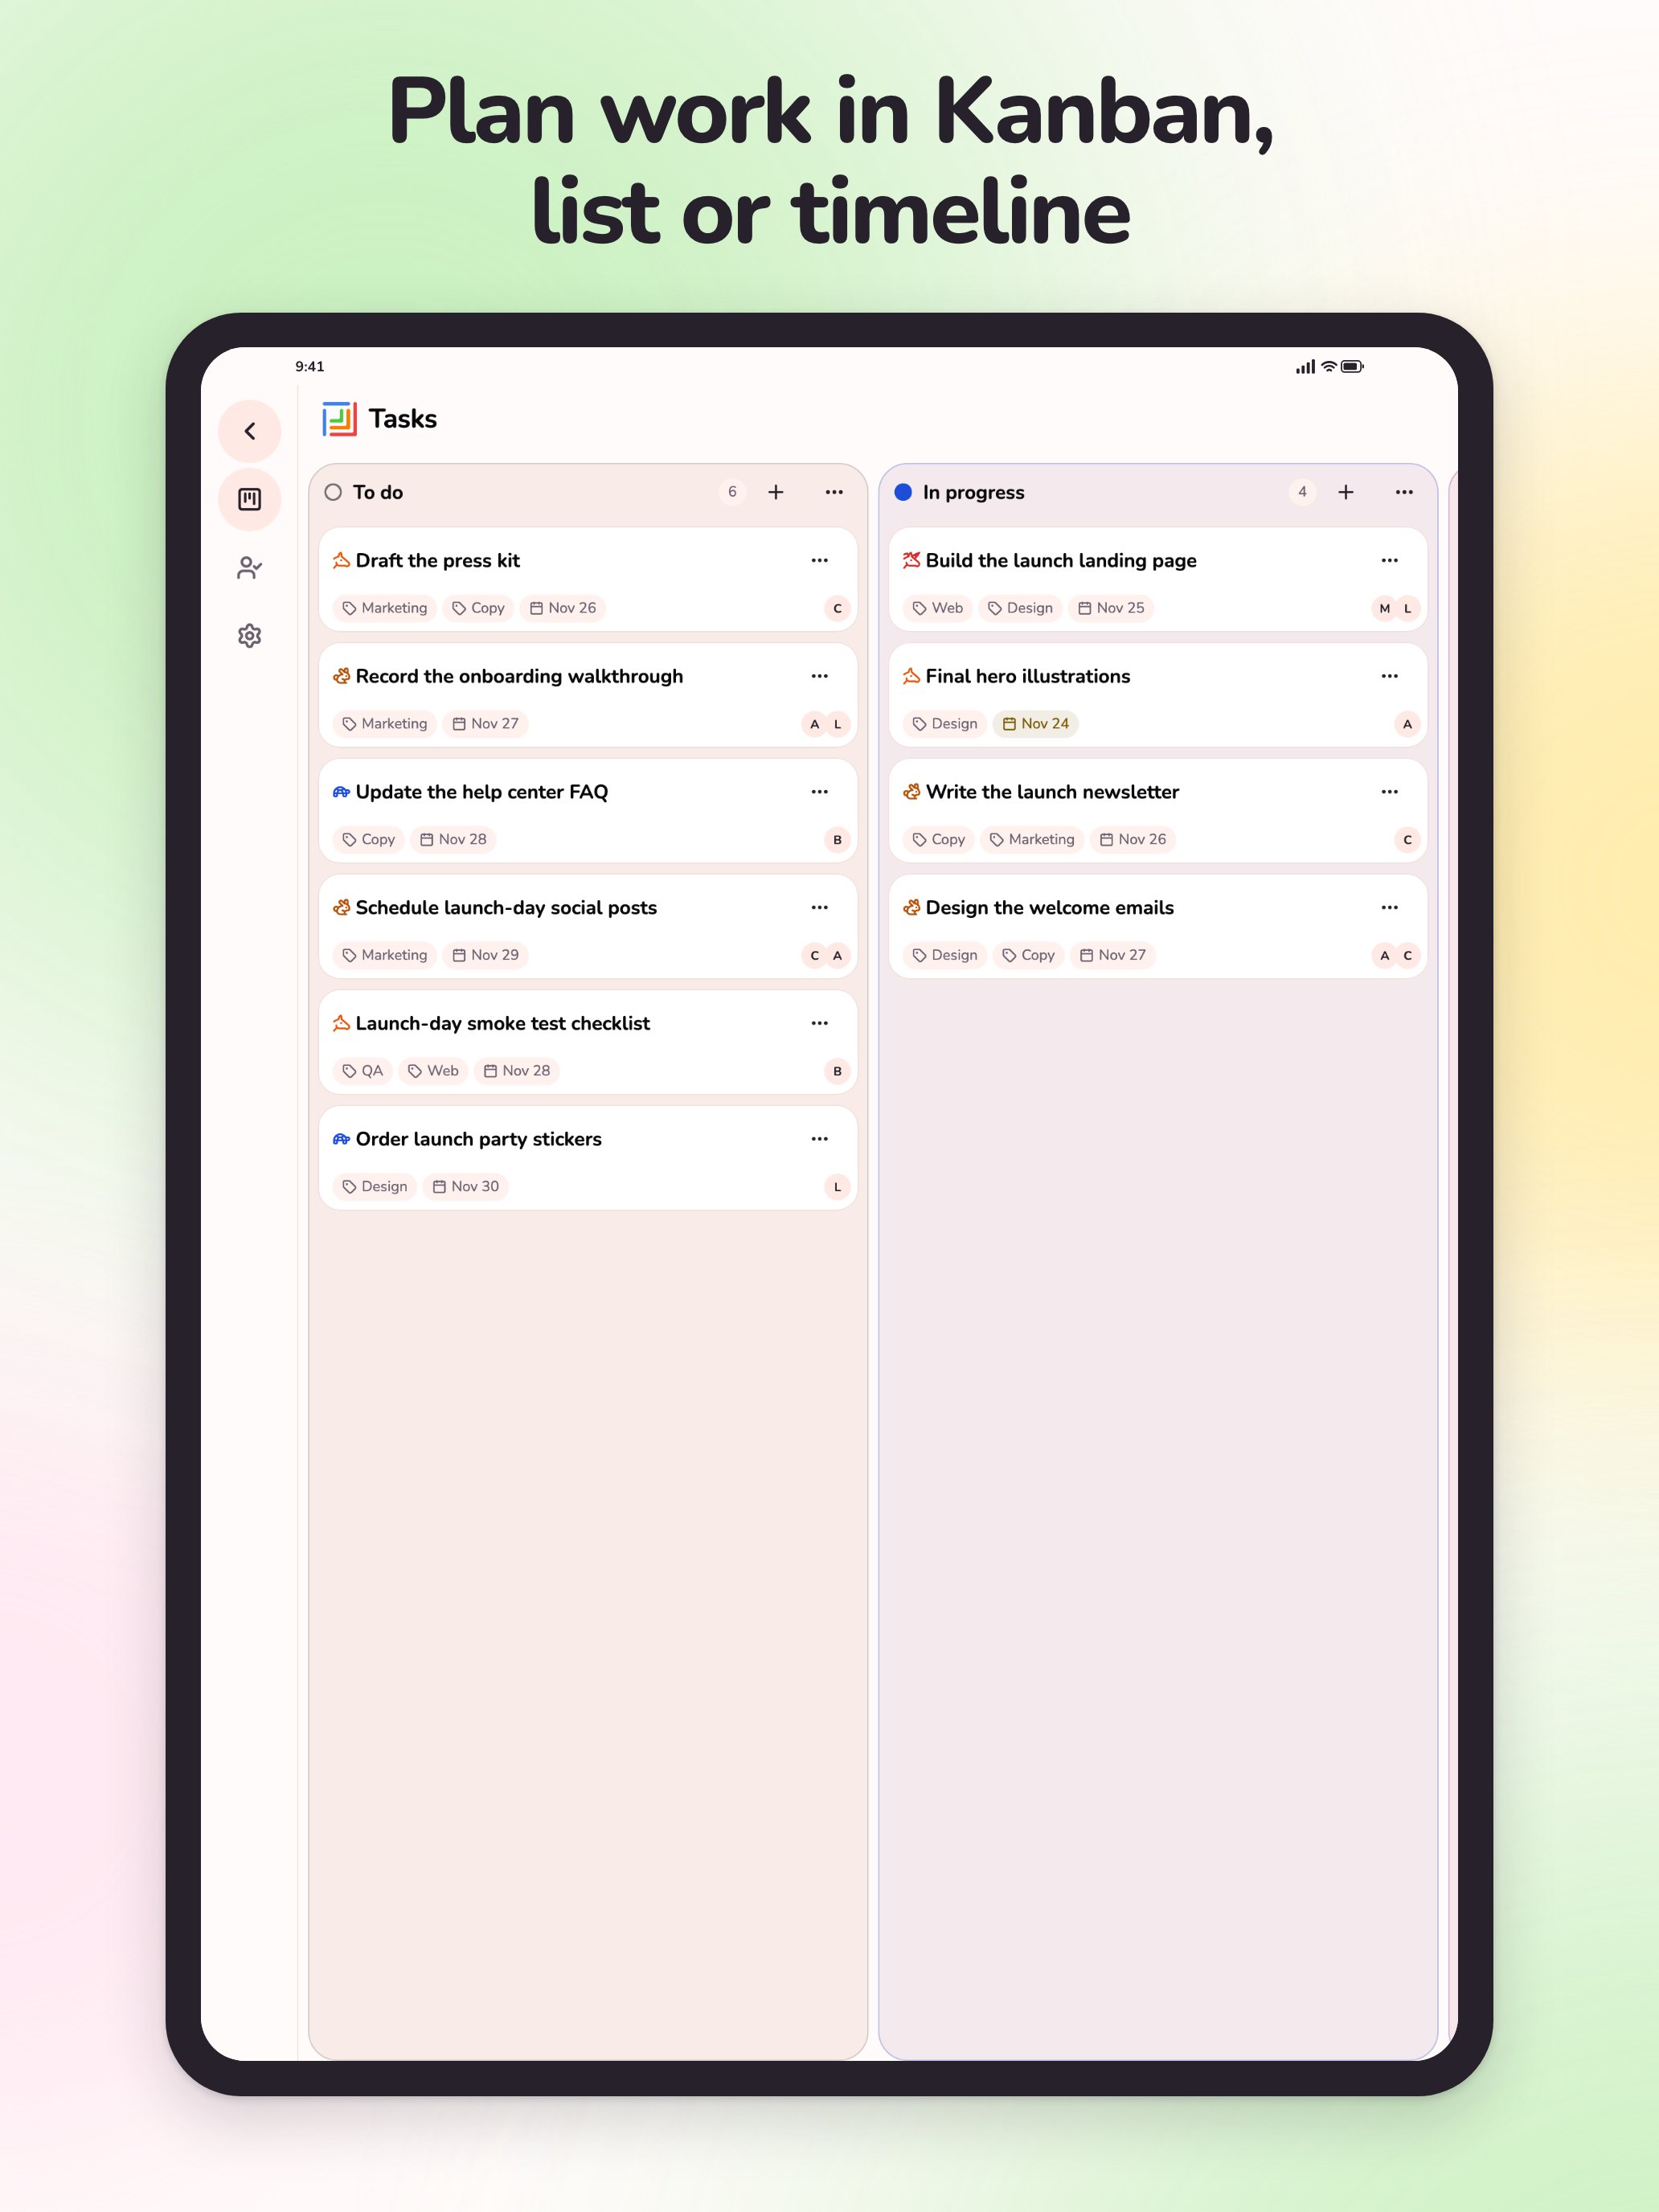 Plan work in Kanban,
list or timeline
9:41
Tasks
To do 6
Draft the press kit
Marketing Copy Nov 26 C
Record the onboarding walkthrough
Marketing Nov 27 A L
Update the help center FAQ
Copy Nov 28 B
Schedule launch-day social posts
Marketing Nov 29 C A
Launch-day smoke test checklist
QA Web Nov 28 B
Order launch party stickers
Design Nov 30 L
In progress 4
Build the launch landing page
Web Design Nov 25 M L
Final hero illustrations
Design Nov 24 A
Write the launch newsletter
Copy Marketing Nov 26 C
Design the welcome emails
Design Copy Nov 27 A C